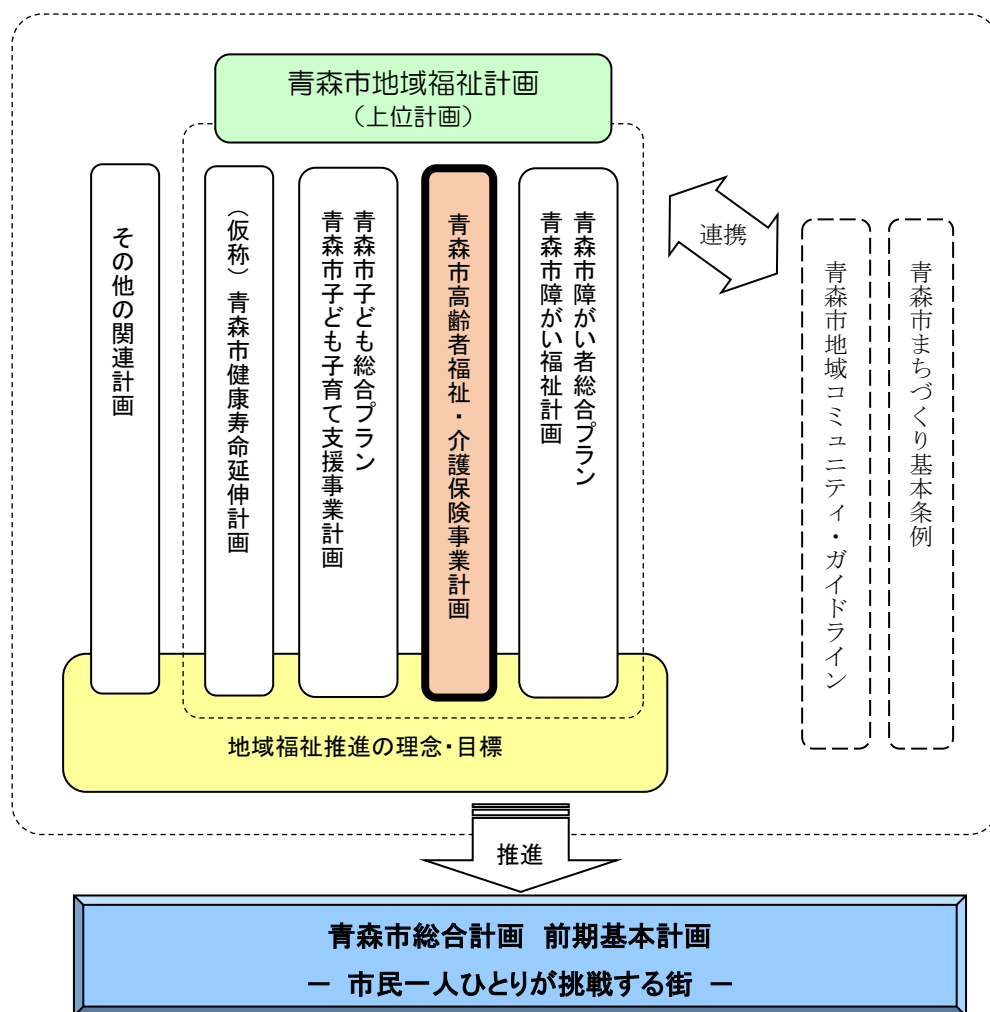 青森市地域福祉計画
（上位計画）
その他の関連計画
（仮称）青森市健康寿命延伸計画
青森市子ども総合プラン
青森市子ども子育て支援事業計画
青森市高齢者福祉・介護保険事業計画
青森市障がい者総合プラン
青森市障がい福祉計画
連携
青森市まちづくり基本条例
青森市地域コミュニティ・ガイドライン
地域福祉推進の理念・目標
推進
青森市総合計画 前期基本計画
－ 市民一人ひとりが挑戦する街 －